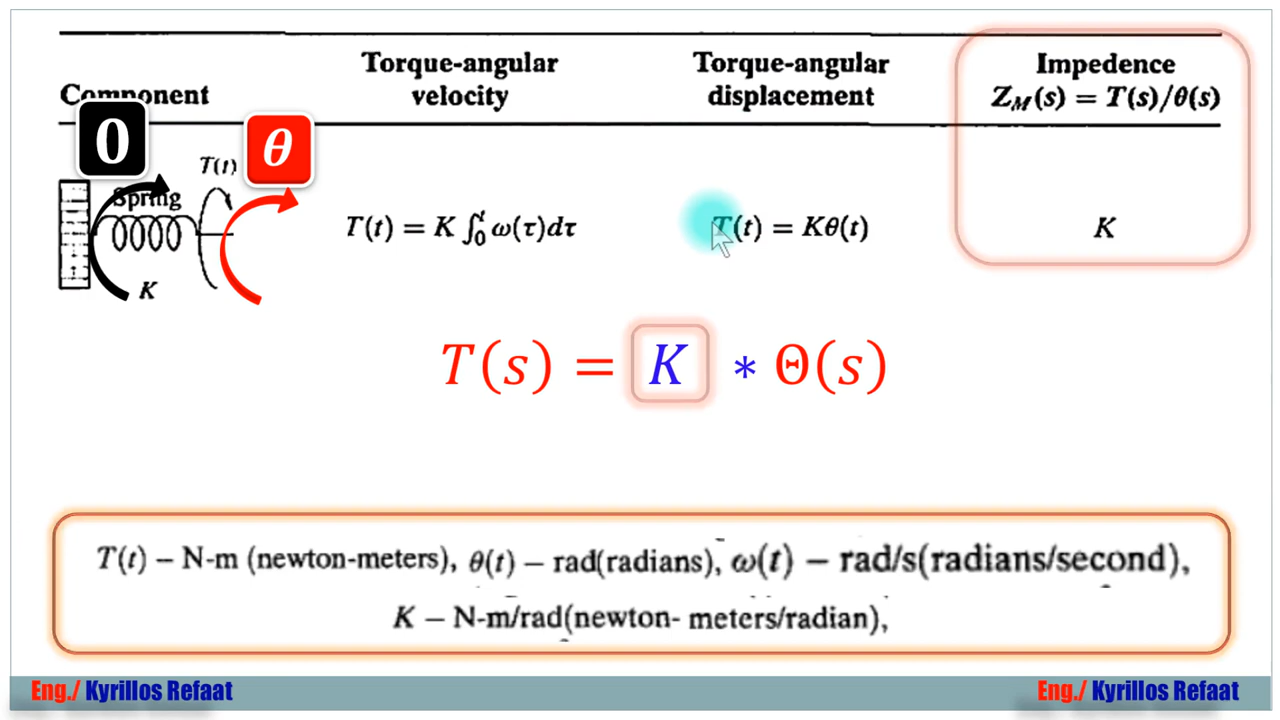 Component
Torque-angular
velocity
Torque-angular
displacement
Impedence
Z_M(s) = T(s)/θ(s)
0
θ
T(t)
Spring
K
T(t) = K ∫₀ᵗ ω(τ)dτ
T(t) = Kθ(t)
K
T(s) = K * Θ(s)
T(t) – N-m (newton-meters), θ(t) – rad(radians), ω(t) – rad/s(radians/second),
K – N-m/rad(newton- meters/radian),
Eng./ Kyrillos Refaat
Eng./ Kyrillos Refaat